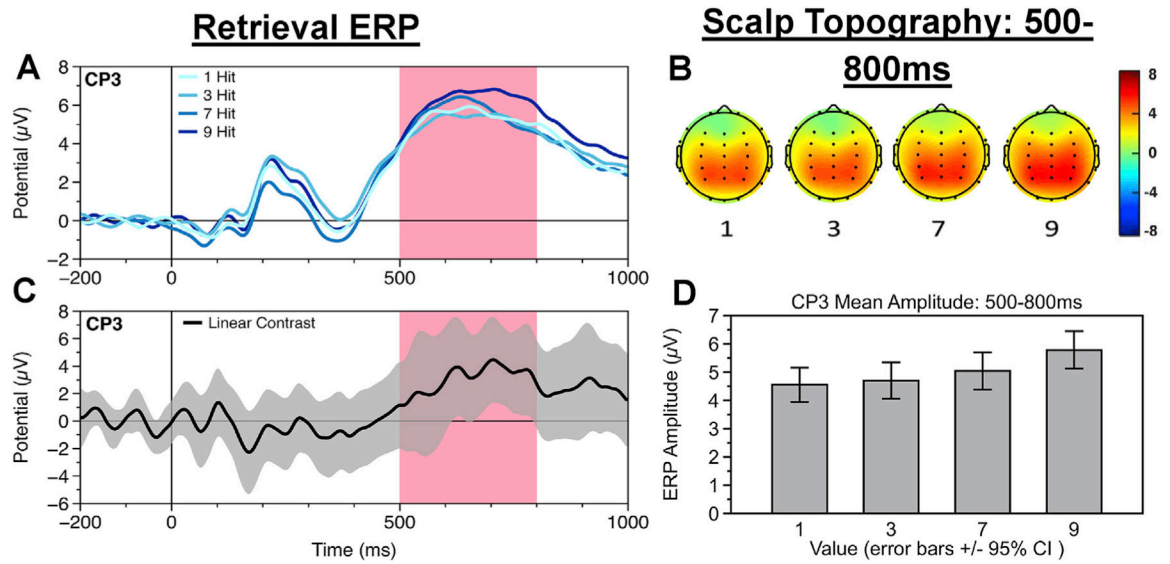 Retrieval ERP
Scalp Topography: 500-
800ms
A
CP3
1 Hit
3 Hit
7 Hit
9 Hit
Potential (µV)
8
6
4
2
0
−2
−200
0
500
1000
B
1
3
7
9
8
4
0
-4
-8
C
CP3
Linear Contrast
Potential (µV)
8
6
4
2
0
−2
−4
−6
-200
0
500
1000
Time (ms)
D
CP3 Mean Amplitude: 500-800ms
ERP Amplitude (µV)
7
6
5
4
3
2
1
0
1
3
7
9
Value (error bars +/- 95% CI )